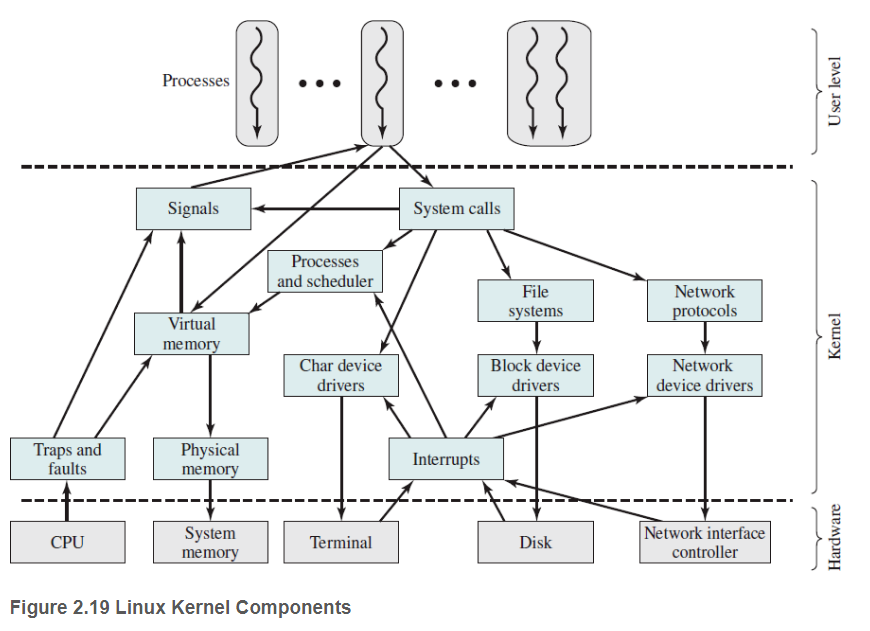 Processes
User level
Signals
System calls
Processes
and scheduler
File
systems
Network
protocols
Virtual
memory
Kernel
Char device
drivers
Block device
drivers
Network
device drivers
Traps and
faults
Physical
memory
Interrupts
CPU
System
memory
Terminal
Disk
Network interface
controller
Hardware
Figure 2.19 Linux Kernel Components